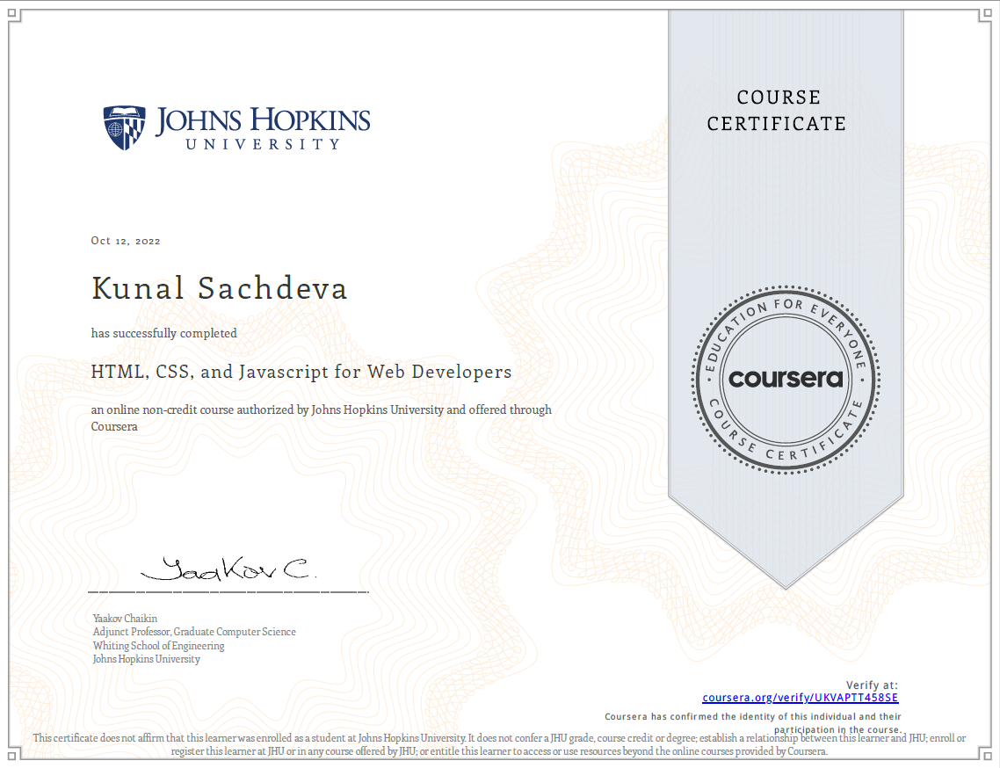 JOHNS HOPKINS
UNIVERSITY
COURSE
CERTIFICATE
Oct 12, 2022
Kunal Sachdeva
has successfully completed
HTML, CSS, and Javascript for Web Developers
an online non-credit course authorized by Johns Hopkins University and offered through
Coursera
EDUCATION FOR EVERYONE
coursera
COURSE CERTIFICATE
Yaakov C.
Yaakov Chaikin
Adjunct Professor, Graduate Computer Science
Whiting School of Engineering
Johns Hopkins University
Verify at:
coursera.org/verify/UKVAPTT458SE
Coursera has confirmed the identity of this individual and their
participation in the course.
This certificate does not affirm that this learner was enrolled as a student at Johns Hopkins University. It does not confer a JHU grade, course credit or degree; establish a relationship between this learner and JHU; enroll or
register this learner at JHU or in any course offered by JHU; or entitle this learner to access or use resources beyond the online courses provided by Coursera.